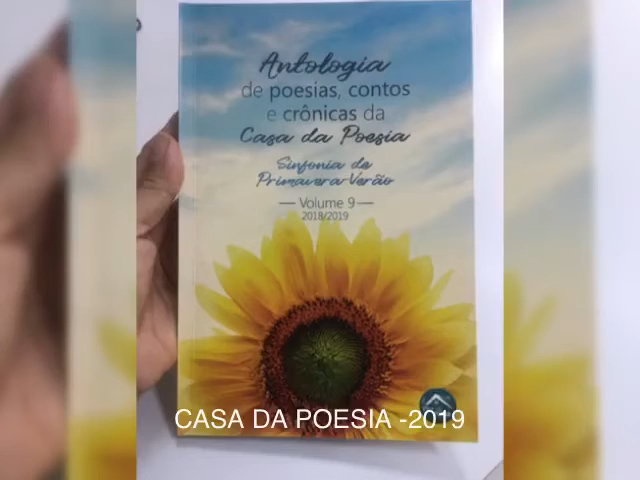 Antologia
de poesias, contos
e crônicas da
Casa da Poesia
Sinfonia de
Primavera-Verão
Volume 9
2018/2019
CASA DA POESIA -2019